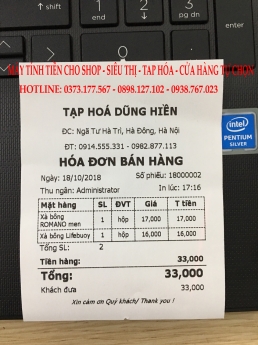 MÁY TÍNH TIỀN CHO SHOP - SIÊU THỊ - TẠP HÓA - CỬA HÀNG TỰ CHỌN
HOTLINE: 0373.177.567 - 0898.127.102 - 0938.767.023
TẠP HOÁ DŨNG HIỀN
ĐC: Ngã Tư Hà Trì, Hà Đông, Hà Nội
ĐT: 0914.555.331 - 0982.877.113
HÓA ĐƠN BÁN HÀNG
Ngày: 18/10/2018 Số phiếu: 18000002
Thu ngân: Administrator In lúc: 17:16
Mặt hàng SL ĐVT Giá T tiền
Xà bông ROMANO men 1 hộp 17,000 17,000
Xà bông Lifebuoy 1 hộp 16,000 16,000
Tổng SL: 2
Tiền hàng: 33,000
Tổng: 33,000
Khách đưa 33,000
Xin cảm ơn Quý khách/ Thank you !
intel
PENTIUM
SILVER
pg dn
end